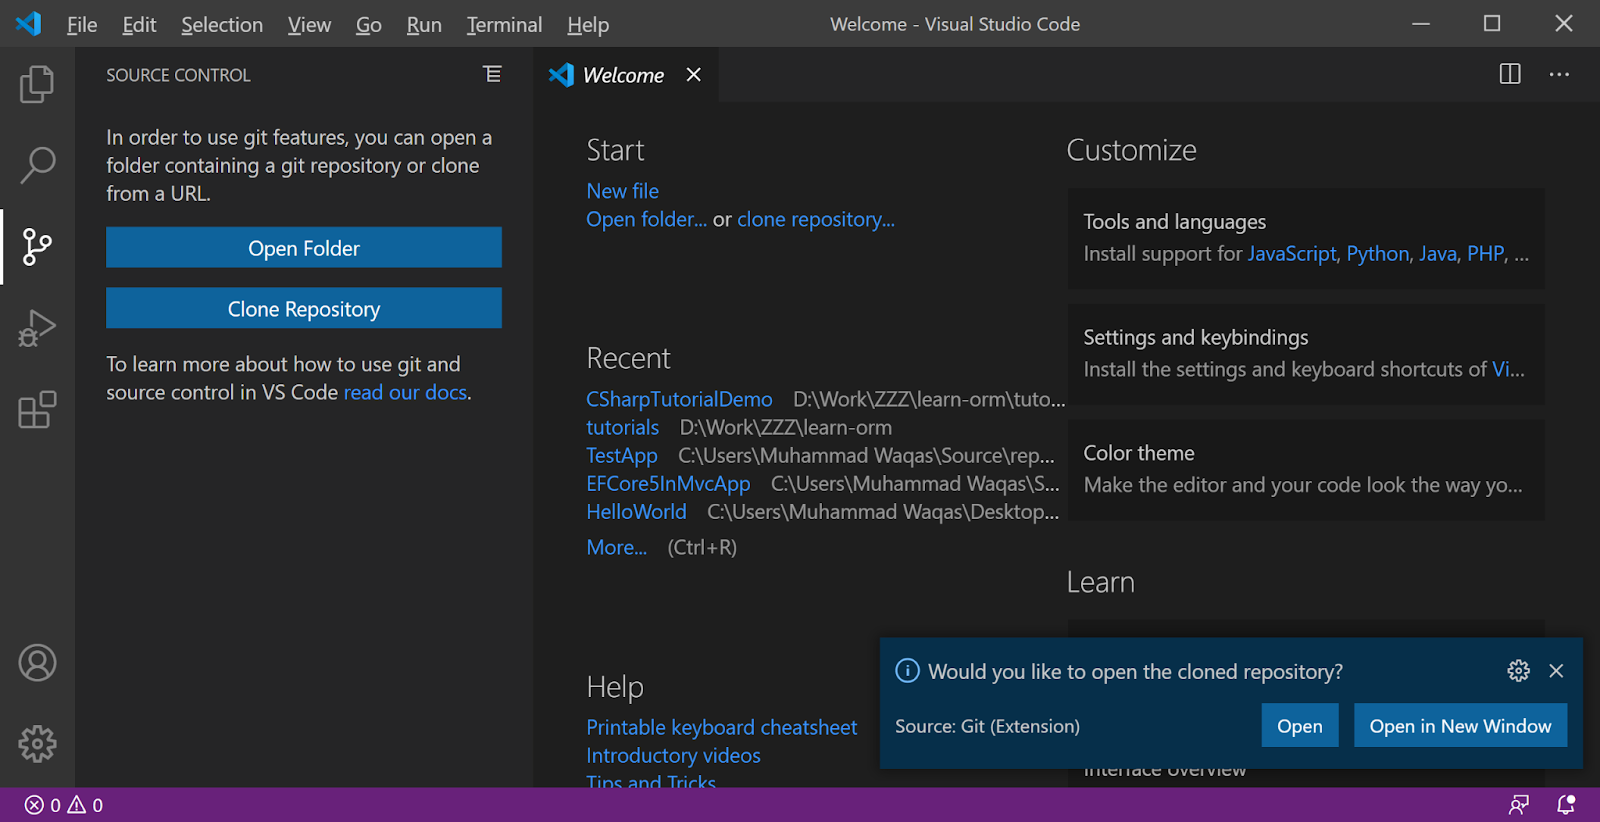 File Edit Selection View Go Run Terminal Help Welcome - Visual Studio Code
SOURCE CONTROL
In order to use git features, you can open a
folder containing a git repository or clone
from a URL.
Open Folder
Clone Repository
To learn more about how to use git and
source control in VS Code read our docs.
Welcome
Start
New file
Open folder... or clone repository...
Recent
CSharpTutorialDemo D:\Work\ZZZ\learn-orm\tuto...
tutorials D:\Work\ZZZ\learn-orm
TestApp C:\Users\Muhammad Waqas\Source\rep...
EFCore5InMvcApp C:\Users\Muhammad Waqas\S...
HelloWorld C:\Users\Muhammad Waqas\Desktop...
More... (Ctrl+R)
Help
Printable keyboard cheatsheet
Introductory videos
Tips and Tricks
Customize
Tools and languages
Install support for JavaScript, Python, Java, PHP, ...
Settings and keybindings
Install the settings and keyboard shortcuts of Vi...
Color theme
Make the editor and your code look the way yo...
Learn
Would you like to open the cloned repository?
Source: Git (Extension)
Open
Open in New Window
Interface overview
0 0